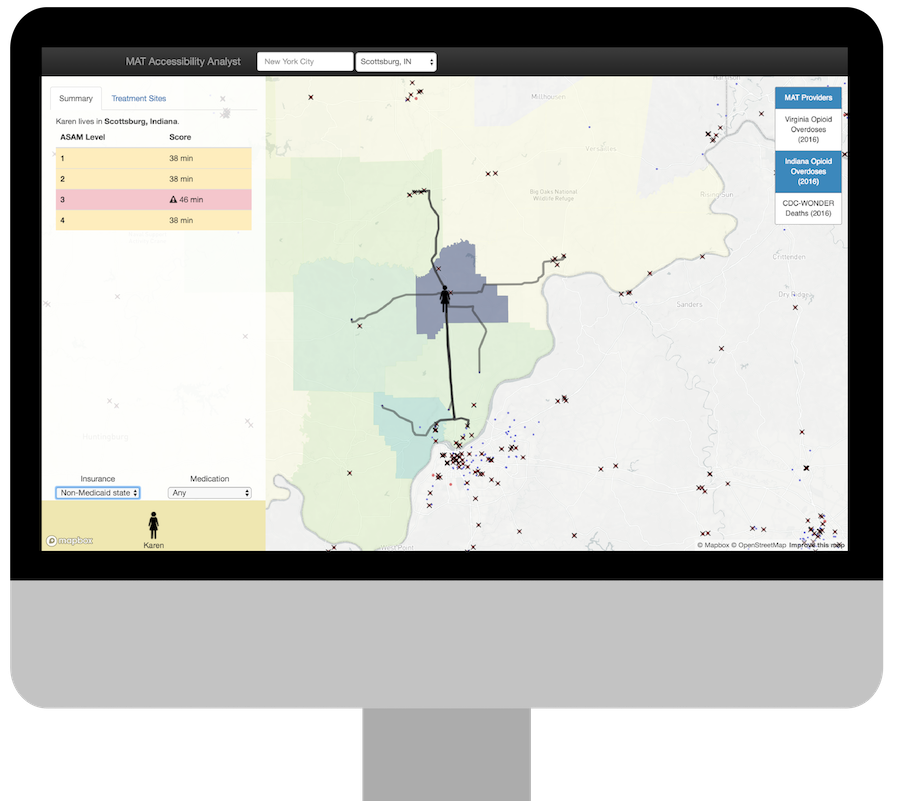 MAT Accessibility Analyst
New York City
Scottsburg, IN
Summary
Treatment Sites
x
Karen lives in Scottsburg, Indiana.
ASAM Level Score
1 38 min
2 38 min
3 46 min
4 38 min
Insurance
Non-Medicaid state
Medication
Any
Karen
mapbox
MAT Providers
Virginia Opioid
Overdoses
(2016)
Indiana Opioid
Overdoses
(2016)
CDC-WONDER
Deaths (2016)
Millhousen
Versailles
Big Oaks National
Wildlife Refuge
Rising Sun
Crittenden
Dry Ridge
Sanders
Huntingburg
© Mapbox © OpenStreetMap Improve this map